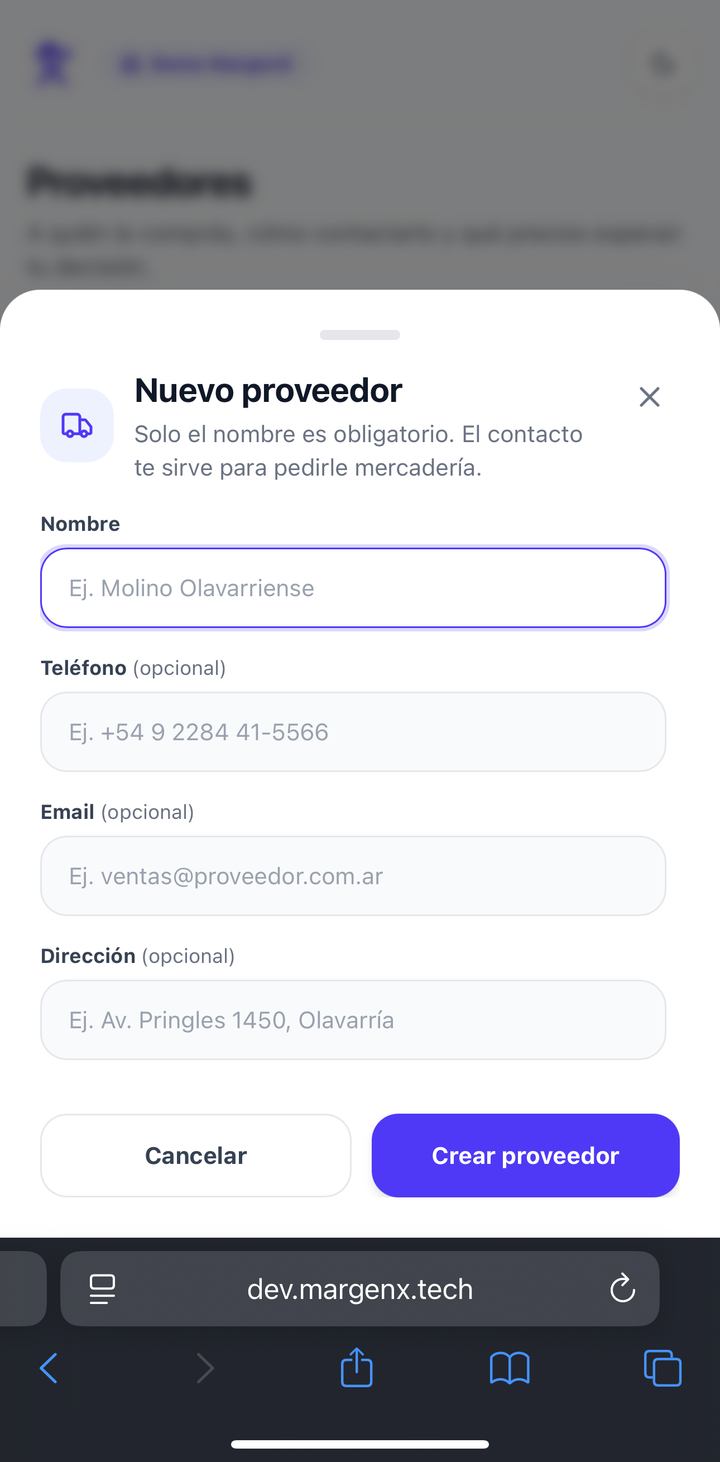 Proveedores
Nuevo proveedor
Solo el nombre es obligatorio. El contacto
te sirve para pedirle mercadería.
Nombre
Ej. Molino Olavarriense
Teléfono (opcional)
Ej. +54 9 2284 41-5566
Email (opcional)
Ej. ventas@proveedor.com.ar
Dirección (opcional)
Ej. Av. Pringles 1450, Olavarría
Cancelar
Crear proveedor
dev.margenx.tech